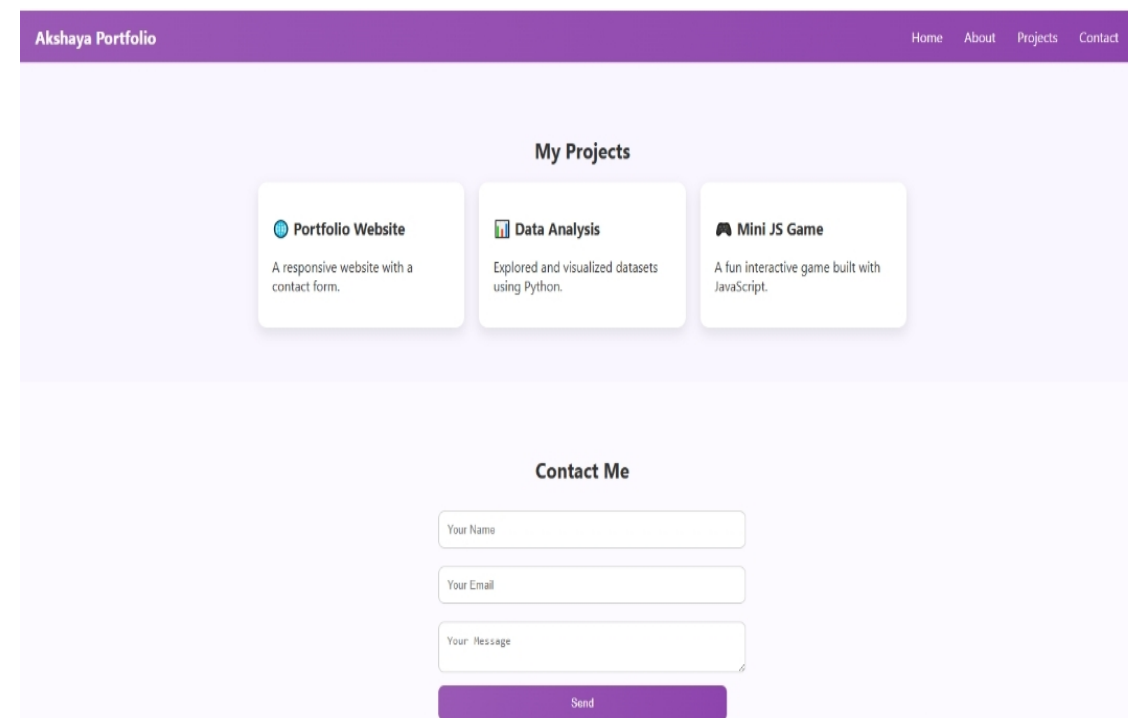 Akshaya Portfolio
Home About Projects Contact
My Projects
🌐 Portfolio Website
A responsive website with a
contact form.
📊 Data Analysis
Explored and visualized datasets
using Python.
🎮 Mini JS Game
A fun interactive game built with
JavaScript.
Contact Me
Your Name
Your Email
Your Message
Send